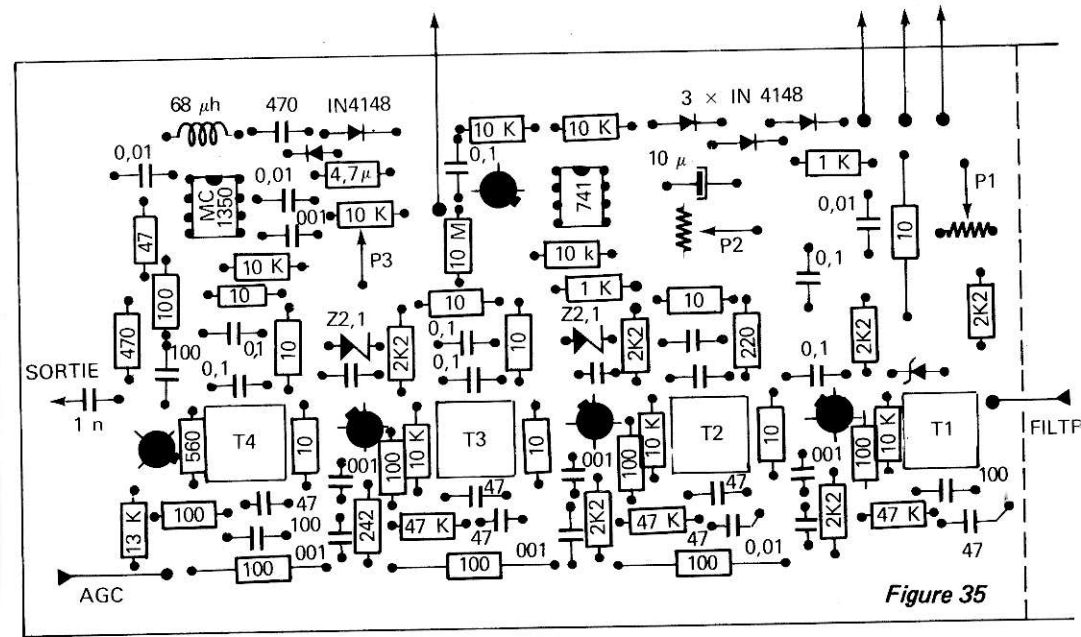 68 µh
470
IN4148
3 × IN 4148
10 K
10 K
0,01
0,1
10 µ
1 K
MC
1350
0,01
4,7µ
741
0,01
P1
001
10 K
P2
47
10 M
10
P3
10 K
10 k
0,1
100
10
1 K
10
10
2K2
470
0,1
10
Z2,1
2K2
0,1
10
Z2,1
2K2
220
2K2
100
0,1
0,1
0,1
SORTIE
1 n
560
T4
10
100
10 K
T3
10
100
10 K
T2
10
100
10 K
T1
FILTR
001
001
001
100
13 K
100
47
100
001
242
47 K
47
47
001
2K2
47 K
47
47
0,01
2K2
47 K
47
100
100
100
AGC
Figure 35